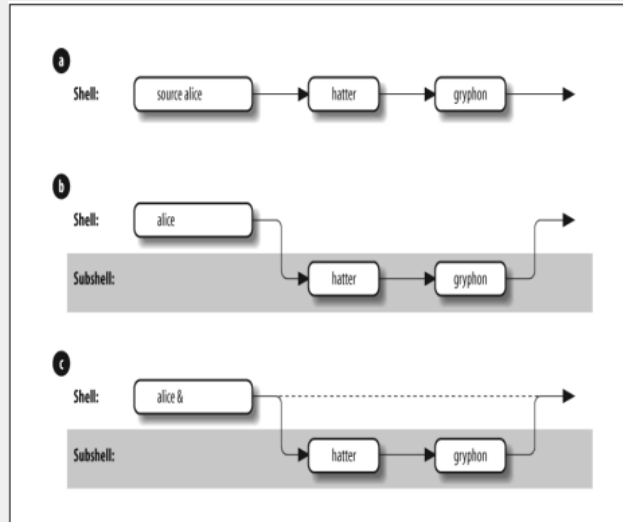 a
Shell: source alice hatter gryphon
b
Shell: alice
Subshell: hatter gryphon
c
Shell: alice &
Subshell: hatter gryphon